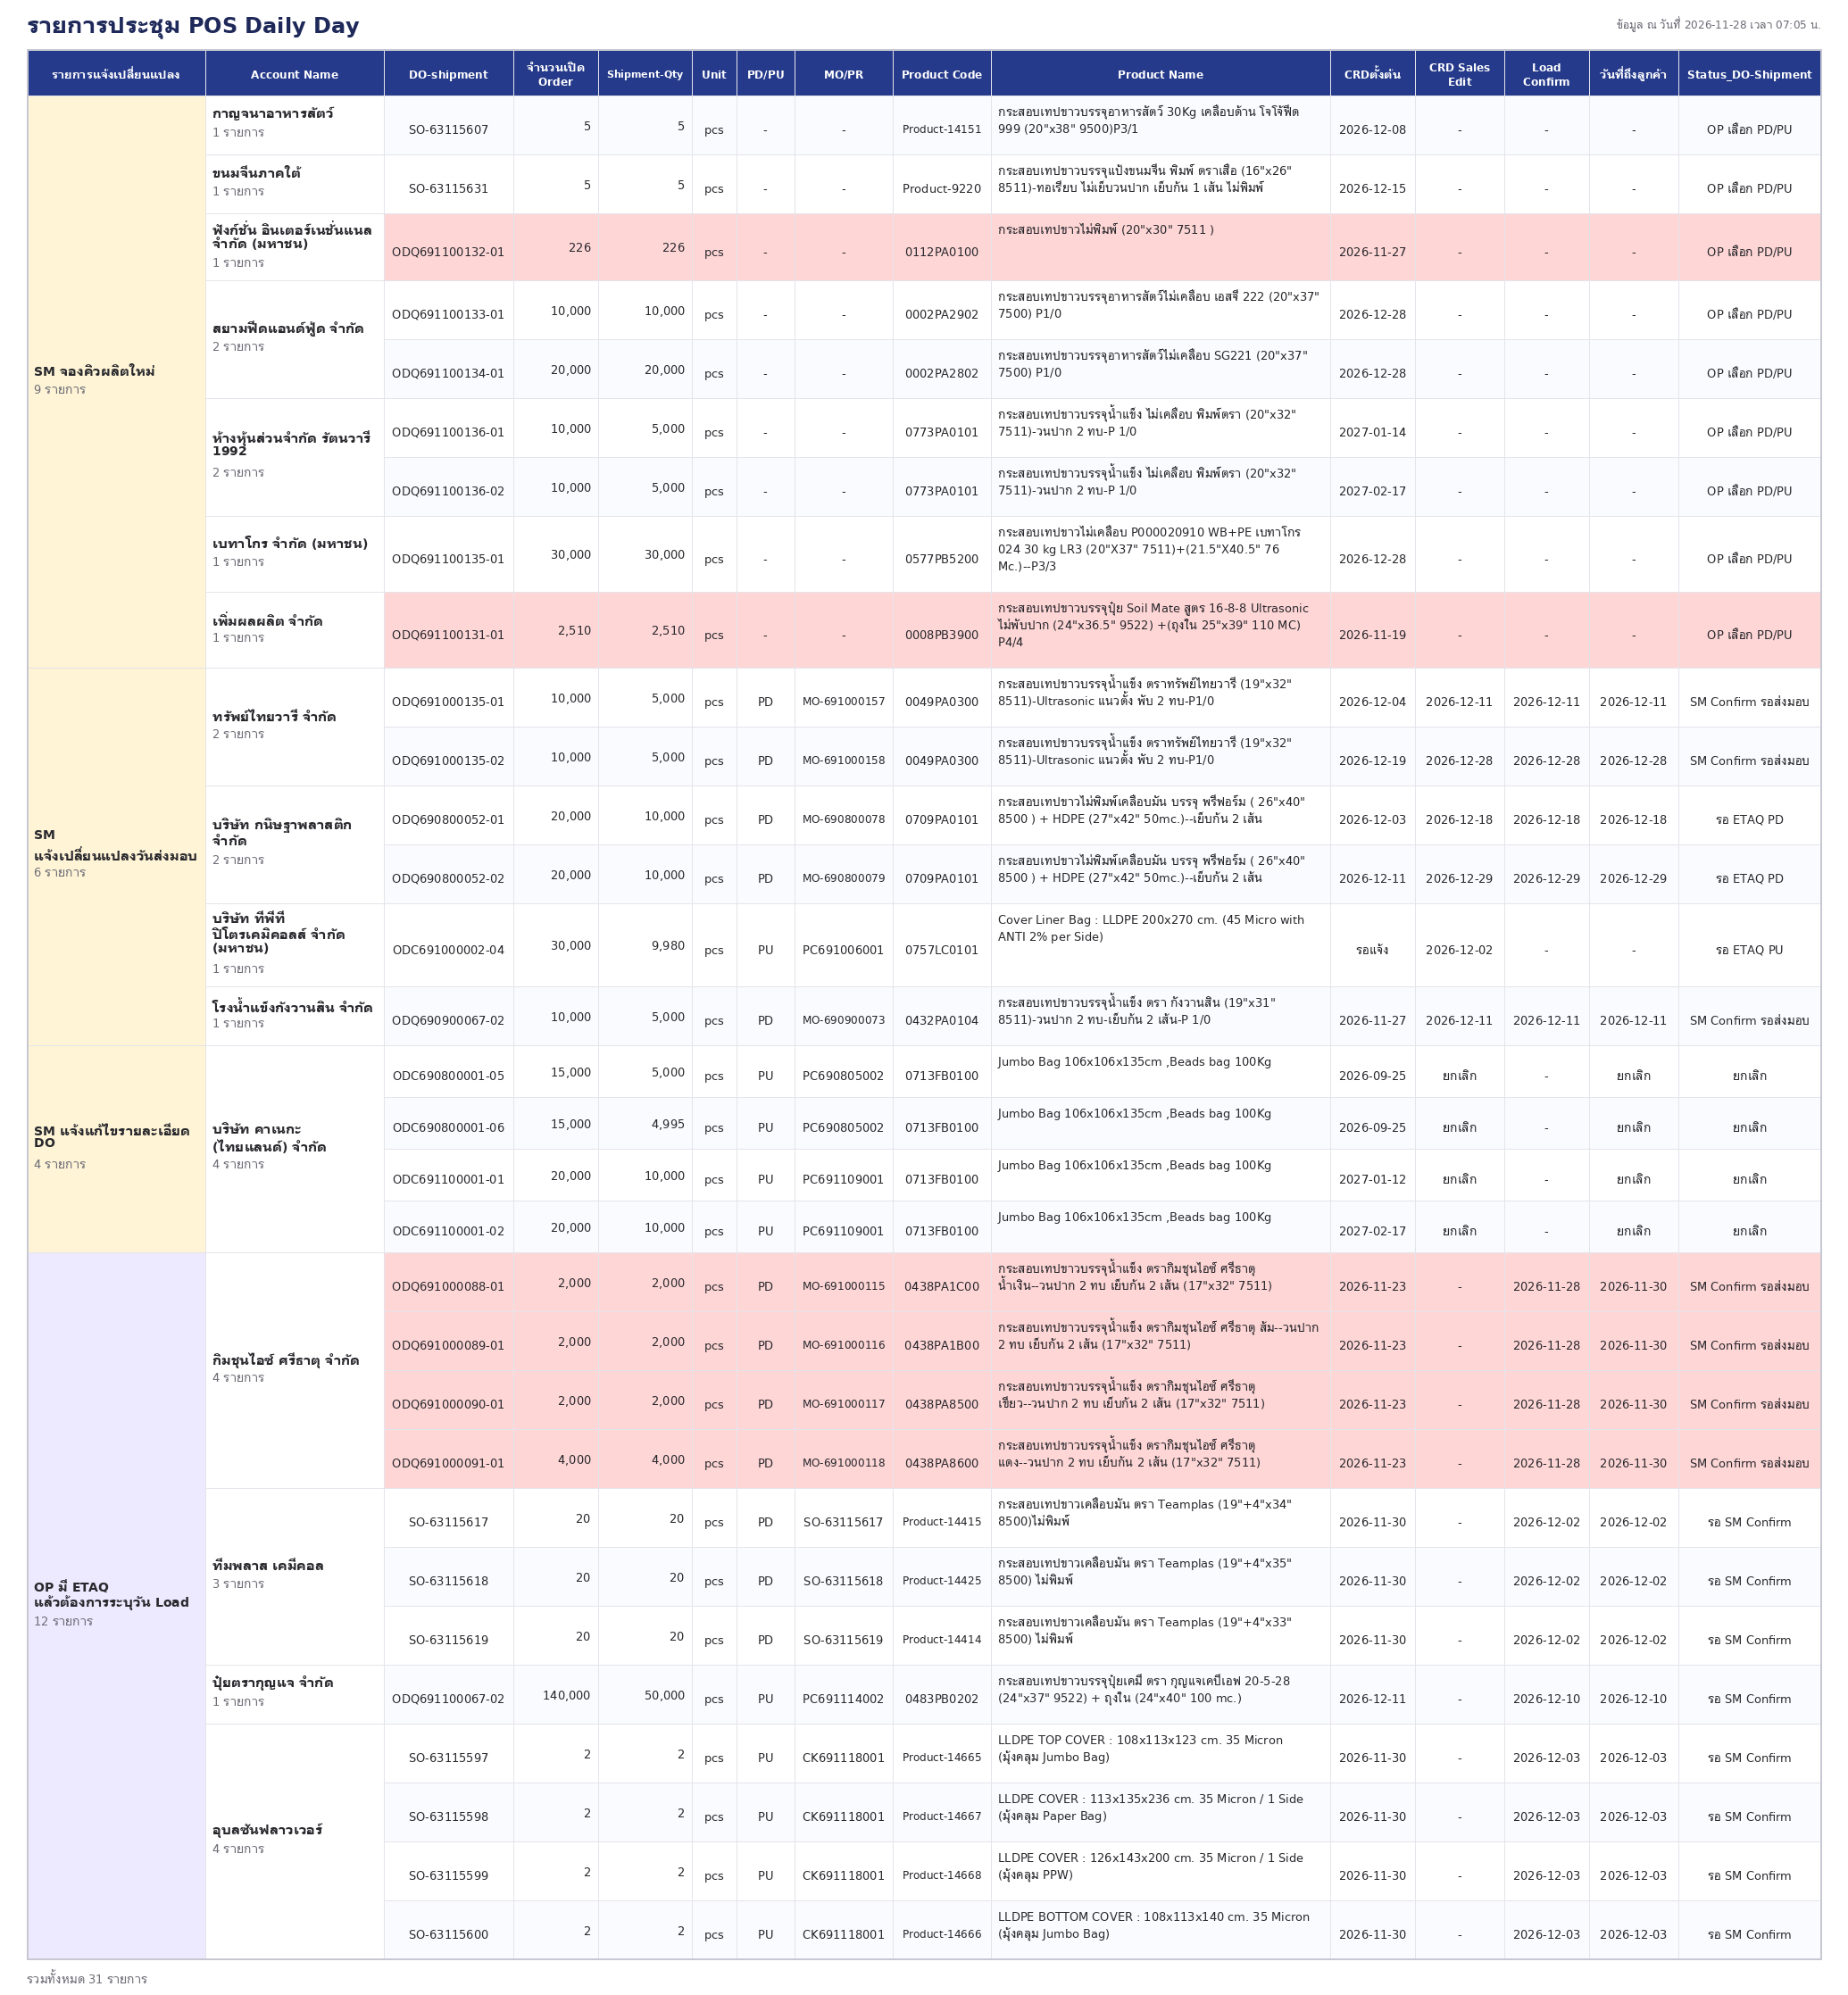 รายการประชุม POS Daily Day
ข้อมูล ณ วันที่ 2026-11-28 เวลา 07:05 น.
รายการแจ้งเปลี่ยนแปลง Account Name DO-shipment จำนวนเปิด Order Shipment-Qty Unit PD/PU MO/PR Product Code Product Name CRDตั้งต้น CRD Sales Edit Load Confirm วันที่ถึงลูกค้า Status_DO-Shipment
SM จองคิวผลิตใหม่
9 รายการ
กาญจนาอาหารสัตว์
1 รายการ
SO-63115607 5 5 pcs - - Product-14151 กระสอบเทปขาวบรรจุอาหารสัตว์ 30Kg เคลือบด้าน โจโจ้ฟีด 999 (20"x38" 9500)P3/1 2026-12-08 - - - OP เลือก PD/PU
ขนมจีนภาคใต้
1 รายการ
SO-63115631 5 5 pcs - - Product-9220 กระสอบเทปขาวบรรจุแป้งขนมจีน พิมพ์ ตราเสือ (16"x26" 8511)-ทอเรียบ ไม่เย็บวนปาก เย็บก้น 1 เส้น ไม่พิมพ์ 2026-12-15 - - - OP เลือก PD/PU
ฟังก์ชั่น อินเตอร์เนชั่นแนล จำกัด (มหาชน)
1 รายการ
ODQ691100132-01 226 226 pcs - - 0112PA0100 กระสอบเทปขาวไม่พิมพ์ (20"x30" 7511 ) 2026-11-27 - - - OP เลือก PD/PU
สยามฟีดแอนด์ฟู้ด จำกัด
2 รายการ
ODQ691100133-01 10,000 10,000 pcs - - 0002PA2902 กระสอบเทปขาวบรรจุอาหารสัตว์ไม่เคลือบ เอสจี 222 (20"x37" 7500) P1/0 2026-12-28 - - - OP เลือก PD/PU
ODQ691100134-01 20,000 20,000 pcs - - 0002PA2802 กระสอบเทปขาวบรรจุอาหารสัตว์ไม่เคลือบ SG221 (20"x37" 7500) P1/0 2026-12-28 - - - OP เลือก PD/PU
ห้างหุ้นส่วนจำกัด รัตนวารี 1992
2 รายการ
ODQ691100136-01 10,000 5,000 pcs - - 0773PA0101 กระสอบเทปขาวบรรจุน้ำแข็ง ไม่เคลือบ พิมพ์ตรา (20"x32" 7511)-วนปาก 2 ทบ-P 1/0 2027-01-14 - - - OP เลือก PD/PU
ODQ691100136-02 10,000 5,000 pcs - - 0773PA0101 กระสอบเทปขาวบรรจุน้ำแข็ง ไม่เคลือบ พิมพ์ตรา (20"x32" 7511)-วนปาก 2 ทบ-P 1/0 2027-02-17 - - - OP เลือก PD/PU
เบทาโกร จำกัด (มหาชน)
1 รายการ
ODQ691100135-01 30,000 30,000 pcs - - 0577PB5200 กระสอบเทปขาวไม่เคลือบ P000020910 WB+PE เบทาโกร 024 30 kg LR3 (20"X37" 7511)+(21.5"X40.5" 76 Mc.)--P3/3 2026-12-28 - - - OP เลือก PD/PU
เพิ่มผลผลิต จำกัด
1 รายการ
ODQ691100131-01 2,510 2,510 pcs - - 0008PB3900 กระสอบเทปขาวบรรจุปุ๋ย Soil Mate สูตร 16-8-8 Ultrasonic ไม่พับปาก (24"x36.5" 9522) +(ถุงใน 25"x39" 110 MC) P4/4 2026-11-19 - - - OP เลือก PD/PU
SM แจ้งเปลี่ยนแปลงวันส่งมอบ
6 รายการ
ทรัพย์ไทยวารี จำกัด
2 รายการ
ODQ691000135-01 10,000 5,000 pcs PD MO-691000157 0049PA0300 กระสอบเทปขาวบรรจุน้ำแข็ง ตราทรัพย์ไทยวารี (19"x32" 8511)-Ultrasonic แนวตั้ง พับ 2 ทบ-P1/0 2026-12-04 2026-12-11 2026-12-11 2026-12-11 SM Confirm รอส่งมอบ
ODQ691000135-02 10,000 5,000 pcs PD MO-691000158 0049PA0300 กระสอบเทปขาวบรรจุน้ำแข็ง ตราทรัพย์ไทยวารี (19"x32" 8511)-Ultrasonic แนวตั้ง พับ 2 ทบ-P1/0 2026-12-19 2026-12-28 2026-12-28 2026-12-28 SM Confirm รอส่งมอบ
บริษัท กนิษฐาพลาสติก จำกัด
2 รายการ
ODQ690800052-01 20,000 10,000 pcs PD MO-690800078 0709PA0101 กระสอบเทปขาวไม่พิมพ์เคลือบมัน บรรจุ พรีฟอร์ม ( 26"x40" 8500 ) + HDPE (27"x42" 50mc.)--เย็บก้น 2 เส้น 2026-12-03 2026-12-18 2026-12-18 2026-12-18 รอ ETAQ PD
ODQ690800052-02 20,000 10,000 pcs PD MO-690800079 0709PA0101 กระสอบเทปขาวไม่พิมพ์เคลือบมัน บรรจุ พรีฟอร์ม ( 26"x40" 8500 ) + HDPE (27"x42" 50mc.)--เย็บก้น 2 เส้น 2026-12-11 2026-12-29 2026-12-29 2026-12-29 รอ ETAQ PD
บริษัท ทีพีที ปิโตรเคมิคอลส์ จำกัด (มหาชน)
1 รายการ
ODC691000002-04 30,000 9,980 pcs PU PC691006001 0757LC0101 Cover Liner Bag : LLDPE 200x270 cm. (45 Micro with ANTI 2% per Side) รอแจ้ง 2026-12-02 - - รอ ETAQ PU
โรงน้ำแข็งกังวานสิน จำกัด
1 รายการ
ODQ690900067-02 10,000 5,000 pcs PD MO-690900073 0432PA0104 กระสอบเทปขาวบรรจุน้ำแข็ง ตรา กังวานสิน (19"x31" 8511)-วนปาก 2 ทบ-เย็บก้น 2 เส้น-P 1/0 2026-11-27 2026-12-11 2026-12-11 2026-12-11 SM Confirm รอส่งมอบ
SM แจ้งแก้ไขรายละเอียด DO
4 รายการ
บริษัท คาเนกะ (ไทยแลนด์) จำกัด
4 รายการ
ODC690800001-05 15,000 5,000 pcs PU PC690805002 0713FB0100 Jumbo Bag 106x106x135cm ,Beads bag 100Kg 2026-09-25 ยกเลิก - ยกเลิก ยกเลิก
ODC690800001-06 15,000 4,995 pcs PU PC690805002 0713FB0100 Jumbo Bag 106x106x135cm ,Beads bag 100Kg 2026-09-25 ยกเลิก - ยกเลิก ยกเลิก
ODC691100001-01 20,000 10,000 pcs PU PC691109001 0713FB0100 Jumbo Bag 106x106x135cm ,Beads bag 100Kg 2027-01-12 ยกเลิก - ยกเลิก ยกเลิก
ODC691100001-02 20,000 10,000 pcs PU PC691109001 0713FB0100 Jumbo Bag 106x106x135cm ,Beads bag 100Kg 2027-02-17 ยกเลิก - ยกเลิก ยกเลิก
OP มี ETAQ แล้วต้องการระบุวัน Load
12 รายการ
กิมชุนไอซ์ ศรีธาตุ จำกัด
4 รายการ
ODQ691000088-01 2,000 2,000 pcs PD MO-691000115 0438PA1C00 กระสอบเทปขาวบรรจุน้ำแข็ง ตรากิมชุนไอซ์ ศรีธาตุ น้ำเงิน--วนปาก 2 ทบ เย็บก้น 2 เส้น (17"x32" 7511) 2026-11-23 - 2026-11-28 2026-11-30 SM Confirm รอส่งมอบ
ODQ691000089-01 2,000 2,000 pcs PD MO-691000116 0438PA1B00 กระสอบเทปขาวบรรจุน้ำแข็ง ตรากิมชุนไอซ์ ศรีธาตุ ส้ม--วนปาก 2 ทบ เย็บก้น 2 เส้น (17"x32" 7511) 2026-11-23 - 2026-11-28 2026-11-30 SM Confirm รอส่งมอบ
ODQ691000090-01 2,000 2,000 pcs PD MO-691000117 0438PA8500 กระสอบเทปขาวบรรจุน้ำแข็ง ตรากิมชุนไอซ์ ศรีธาตุ เขียว--วนปาก 2 ทบ เย็บก้น 2 เส้น (17"x32" 7511) 2026-11-23 - 2026-11-28 2026-11-30 SM Confirm รอส่งมอบ
ODQ691000091-01 4,000 4,000 pcs PD MO-691000118 0438PA8600 กระสอบเทปขาวบรรจุน้ำแข็ง ตรากิมชุนไอซ์ ศรีธาตุ แดง--วนปาก 2 ทบ เย็บก้น 2 เส้น (17"x32" 7511) 2026-11-23 - 2026-11-28 2026-11-30 SM Confirm รอส่งมอบ
ทีมพลาส เคมีคอล
3 รายการ
SO-63115617 20 20 pcs PD SO-63115617 Product-14415 กระสอบเทปขาวเคลือบมัน ตรา Teamplas (19"+4"x34" 8500)ไม่พิมพ์ 2026-11-30 - 2026-12-02 2026-12-02 รอ SM Confirm
SO-63115618 20 20 pcs PD SO-63115618 Product-14425 กระสอบเทปขาวเคลือบมัน ตรา Teamplas (19"+4"x35" 8500) ไม่พิมพ์ 2026-11-30 - 2026-12-02 2026-12-02 รอ SM Confirm
SO-63115619 20 20 pcs PD SO-63115619 Product-14414 กระสอบเทปขาวเคลือบมัน ตรา Teamplas (19"+4"x33" 8500) ไม่พิมพ์ 2026-11-30 - 2026-12-02 2026-12-02 รอ SM Confirm
ปุ๋ยตรากุญแจ จำกัด
1 รายการ
ODQ691100067-02 140,000 50,000 pcs PU PC691114002 0483PB0202 กระสอบเทปขาวบรรจุปุ๋ยเคมี ตรา กุญแจเคบีเอฟ 20-5-28 (24"x37" 9522) + ถุงใน (24"x40" 100 mc.) 2026-12-11 - 2026-12-10 2026-12-10 รอ SM Confirm
อุบลซันฟลาวเวอร์
4 รายการ
SO-63115597 2 2 pcs PU CK691118001 Product-14665 LLDPE TOP COVER : 108x113x123 cm. 35 Micron (มุ้งคลุม Jumbo Bag) 2026-11-30 - 2026-12-03 2026-12-03 รอ SM Confirm
SO-63115598 2 2 pcs PU CK691118001 Product-14667 LLDPE COVER : 113x135x236 cm. 35 Micron / 1 Side (มุ้งคลุม Paper Bag) 2026-11-30 - 2026-12-03 2026-12-03 รอ SM Confirm
SO-63115599 2 2 pcs PU CK691118001 Product-14668 LLDPE COVER : 126x143x200 cm. 35 Micron / 1 Side (มุ้งคลุม PPW) 2026-11-30 - 2026-12-03 2026-12-03 รอ SM Confirm
SO-63115600 2 2 pcs PU CK691118001 Product-14666 LLDPE BOTTOM COVER : 108x113x140 cm. 35 Micron (มุ้งคลุม Jumbo Bag) 2026-11-30 - 2026-12-03 2026-12-03 รอ SM Confirm
รวมทั้งหมด 31 รายการ